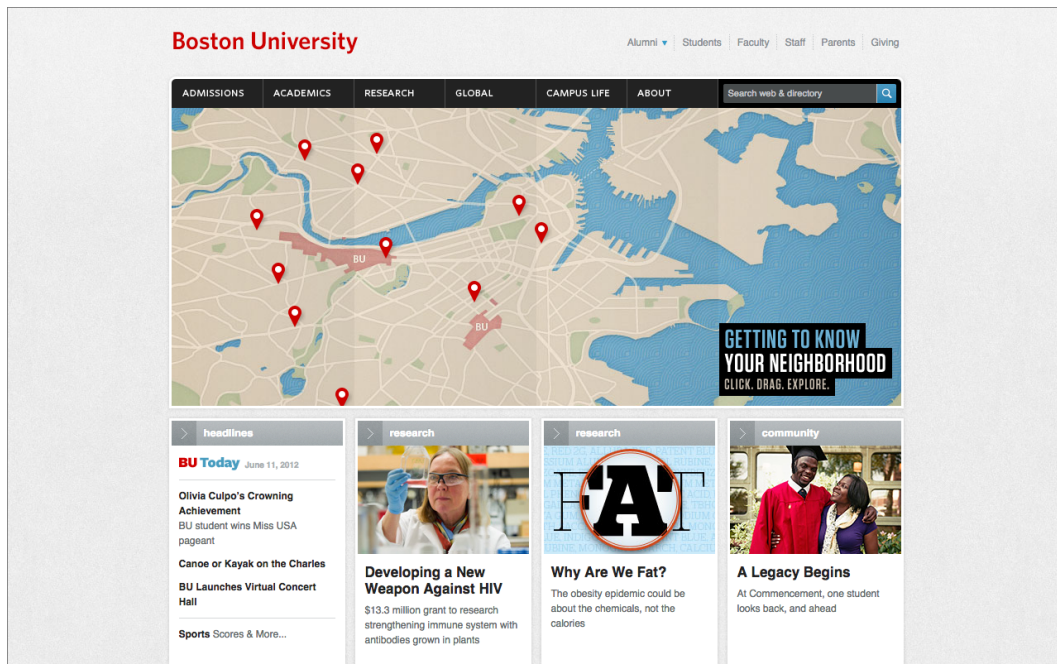 Boston University
Alumni Students Faculty Staff Parents Giving
ADMISSIONS ACADEMICS RESEARCH GLOBAL CAMPUS LIFE ABOUT Search web & directory
BU
BU
GETTING TO KNOW
YOUR NEIGHBORHOOD
CLICK. DRAG. EXPLORE.
headlines
BU Today June 11, 2012
Olivia Culpo's Crowning
Achievement
BU student wins Miss USA
pageant
Canoe or Kayak on the Charles
BU Launches Virtual Concert
Hall
Sports Scores & More...
research
Developing a New
Weapon Against HIV
$13.3 million grant to research
strengthening immune system with
antibodies grown in plants
research
FAT
Why Are We Fat?
The obesity epidemic could be
about the chemicals, not the
calories
community
A Legacy Begins
At Commencement, one student
looks back, and ahead